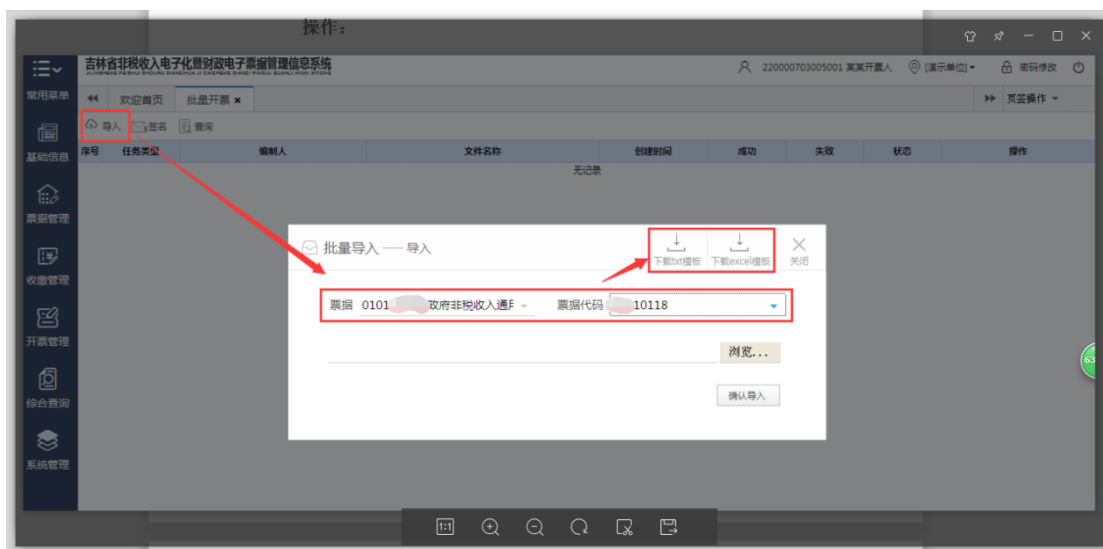 操作：
吉林省非税收入电子化暨财政电子票据管理信息系统
220000703005001 某某开票人 [演示单位] 密码修改
常用菜单 欢迎首页 批量开票 × 页签操作
导入 签名 查询
序号 任务类型 编制人 文件名称 创建时间 成功 失败 状态 操作
无记录
基础信息
票据管理
收缴管理
开票管理
综合查询
系统管理
批量导入 —— 导入 下载txt模板 下载excel模板 关闭
票据 0101 政府非税收入通用 票据代码 10118
浏览...
确认导入
1:1
63